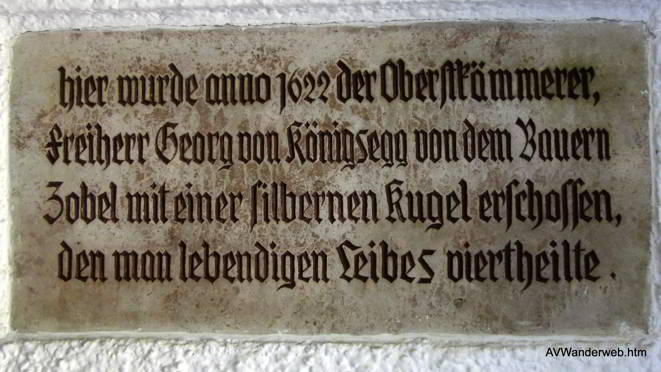 hier wurde anno 1622 der Oberstkämmerer,
Freiherr Georg von Königsegg von dem Bauern
Zobel mit einer silbernen Kugel erschossen,
den man lebendigen Leibes viertheilte.
AVWanderweb.htm